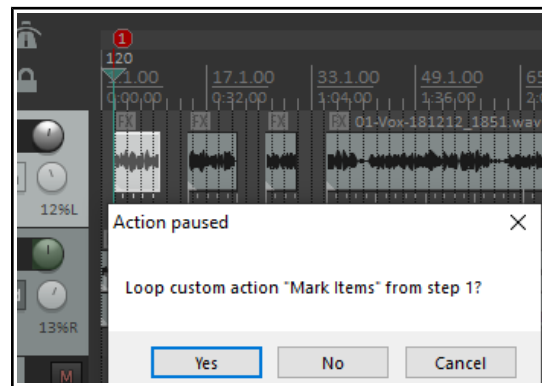 1
120
1.1.00 17.1.00 33.1.00 49.1.00 65
0:00:00 0:32:00 1:04:00 1:36:00 2:
FX FX FX FX 01-Vox-181212_1851.wav
12%L
Action paused
Loop custom action "Mark Items" from step 1?
13%R
Yes No Cancel
M